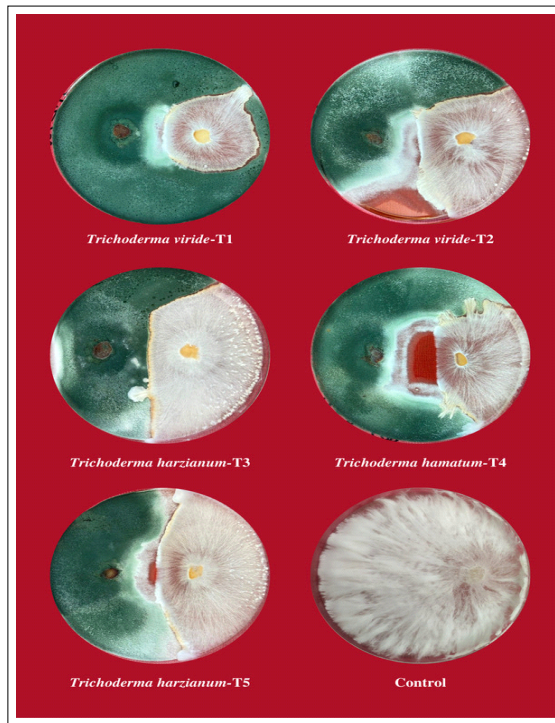 Trichoderma viride-T1
Trichoderma viride-T2
Trichoderma harzianum-T3
Trichoderma hamatum-T4
Trichoderma harzianum-T5
Control